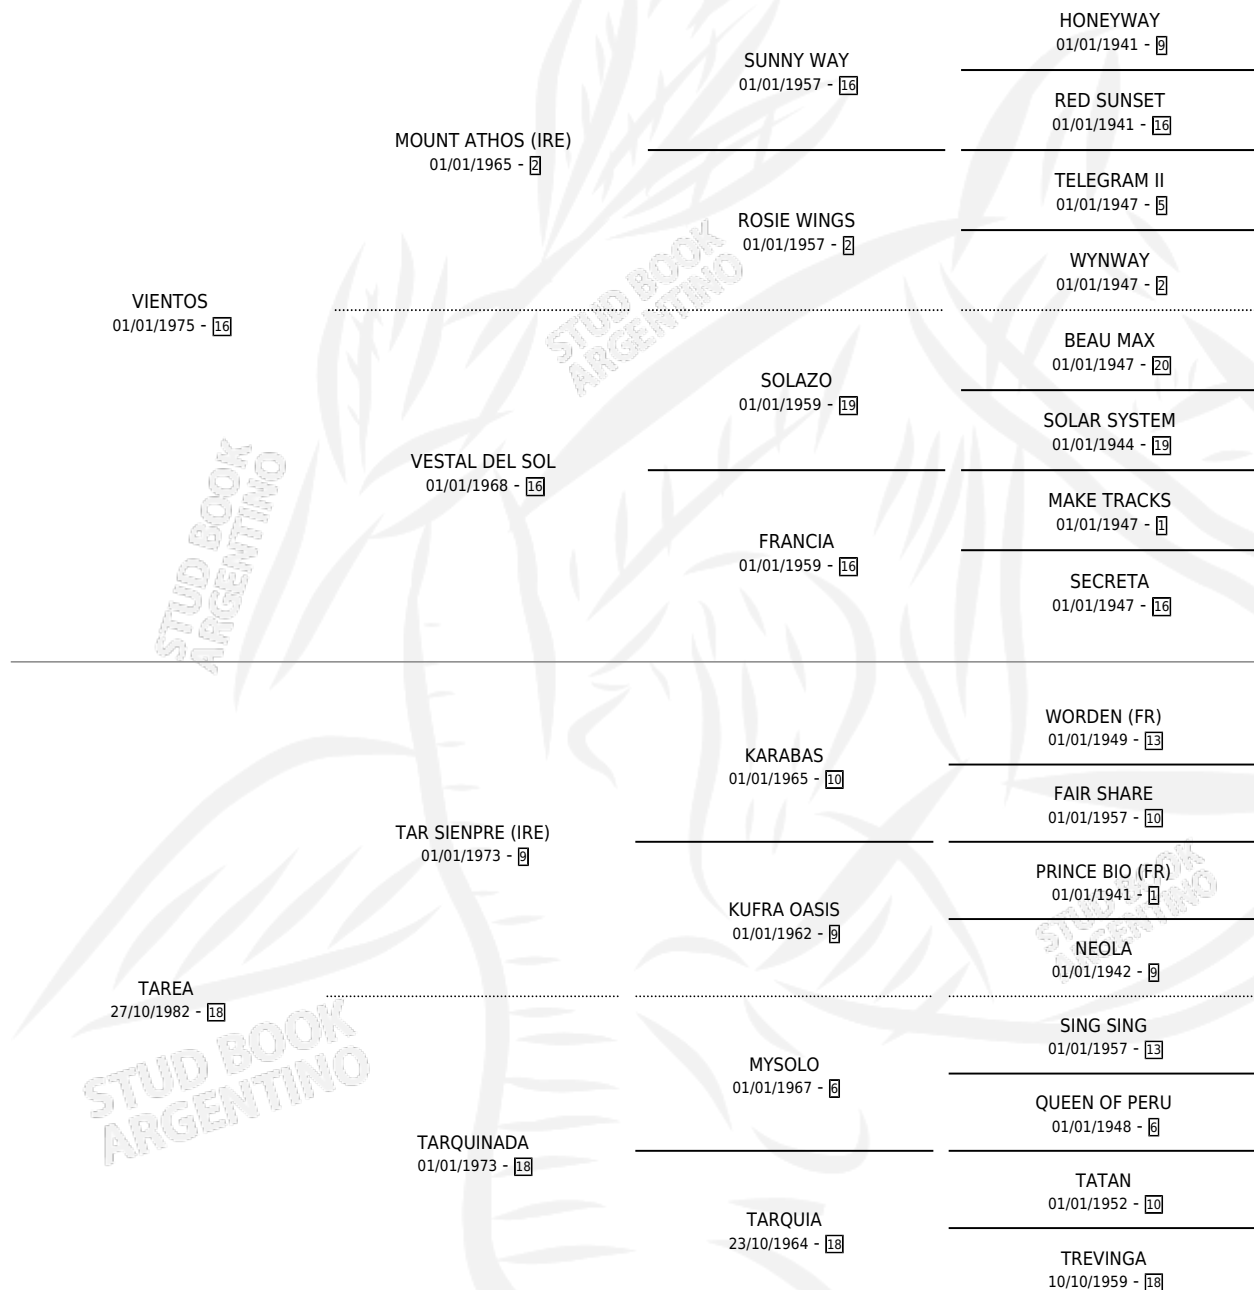 HONEYWAY
01/01/1941 - 9
SUNNY WAY
01/01/1957 - 16
RED SUNSET
01/01/1941 - 16
MOUNT ATHOS (IRE)
01/01/1965 - 2
TELEGRAM II
01/01/1947 - 5
ROSIE WINGS
01/01/1957 - 2
WYNWAY
01/01/1947 - 2
VIENTOS
01/01/1975 - 16
BEAU MAX
01/01/1947 - 20
SOLAZO
01/01/1959 - 19
SOLAR SYSTEM
01/01/1944 - 19
VESTAL DEL SOL
01/01/1968 - 16
MAKE TRACKS
01/01/1947 - 1
FRANCIA
01/01/1959 - 16
SECRETA
01/01/1947 - 16
WORDEN (FR)
01/01/1949 - 13
KARABAS
01/01/1965 - 10
FAIR SHARE
01/01/1957 - 10
TAR SIENPRE (IRE)
01/01/1973 - 9
PRINCE BIO (FR)
01/01/1941 - 1
KUFRA OASIS
01/01/1962 - 9
NEOLA
01/01/1942 - 9
TAREA
27/10/1982 - 18
SING SING
01/01/1957 - 13
MYSOLO
01/01/1967 - 6
QUEEN OF PERU
01/01/1948 - 6
TARQUINADA
01/01/1973 - 18
TATAN
01/01/1952 - 10
TARQUIA
23/10/1964 - 18
TREVINGA
10/10/1959 - 18
STUD BOOK
ARGENTINO
STUD BOOK
ARGENTINO
STUD BOOK
ARGENTINO
STUD BOOK
ARGENTINO